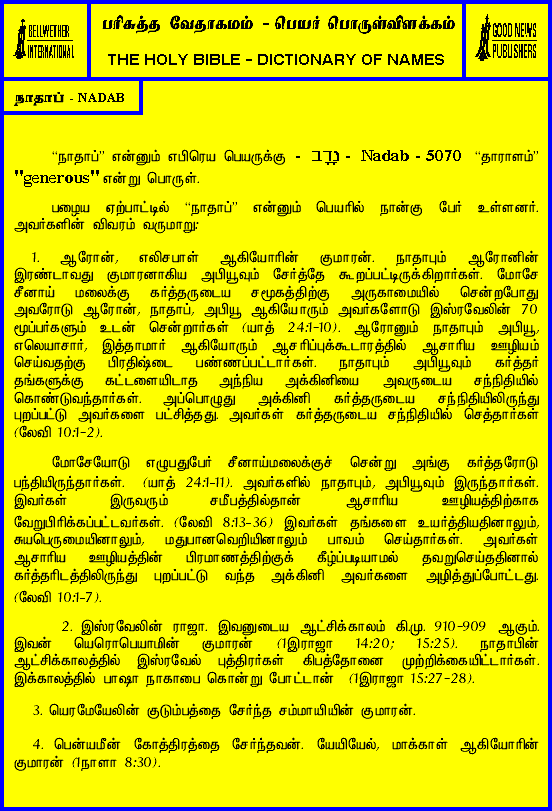 BELLWETHER
INTERNATIONAL
பரிசுத்த வேதாகமம் - பெயர் பொருள்விளக்கம்
THE HOLY BIBLE - DICTIONARY OF NAMES
GOOD NEWS
PUBLISHERS
நாதாப் - NADAB
“நாதாப்” என்னும் எபிரெய பெயருக்கு - נָדָב - Nadab - 5070 “தாராளம்”
"generous" என்று பொருள்.
பழைய ஏற்பாட்டில் “நாதாப்” என்னும் பெயரில் நான்கு பேர் உள்ளனர்.
அவர்களின் விவரம் வருமாறு:
1. ஆரோன், எலிசபாள் ஆகியோரின் குமாரன். நாதாபும் ஆரோனின்
இரண்டாவது குமாரனாகிய அபியூவும் சேர்த்தே கூறப்பட்டிருக்கிறார்கள். மோசே
சீனாய் மலைக்கு கர்த்தருடைய சமூகத்திற்கு அருகாமையில் சென்றபோது
அவரோடு ஆரோன், நாதாப், அபியூ ஆகியோரும் அவர்களோடு இஸ்ரவேலின் 70
மூப்பர்களும் உடன் சென்றார்கள் (யாத் 24:1-10). ஆரோனும் நாதாபும் அபியூ,
எலெயாசார், இத்தாமார் ஆகியோரும் ஆசரிப்புக்கூடாரத்தில் ஆசாரிய ஊழியம்
செய்வதற்கு பிரதிஷ்டை பண்ணப்பட்டார்கள். நாதாபும் அபியூவும் கர்த்தர்
தங்களுக்கு கட்டளையிடாத அந்நிய அக்கினியை அவருடைய சந்நிதியில்
கொண்டுவந்தார்கள். அப்பொழுது அக்கினி கர்த்தருடைய சந்நிதியிலிருந்து
புறப்பட்டு அவர்களை பட்சித்தது. அவர்கள் கர்த்தருடைய சந்நிதியில் செத்தார்கள்
(லேவி 10:1-2).
மோசேயோடு எழுபதுபேர் சீனாய்மலைக்குச் சென்று அங்கு கர்த்தரோடு
பந்தியிருந்தார்கள். (யாத் 24:1-11). அவர்களில் நாதாபும், அபியூவும் இருந்தார்கள்.
இவர்கள் இருவரும் சமீபத்தில்தான் ஆசாரிய ஊழியத்திற்காக
வேறுபிரிக்கப்பட்டவர்கள். (லேவி 8:13-36) இவர்கள் தங்களை உயர்த்தியதினாலும்,
சுயபெருமையினாலும், மதுபானவெறியினாலும் பாவம் செய்தார்கள். அவர்கள்
ஆசாரிய ஊழியத்தின் பிரமாணத்திற்குக் கீழ்ப்படியாமல் தவறுசெய்ததினால்
கர்த்தரிடத்திலிருந்து புறப்பட்டு வந்த அக்கினி அவர்களை அழித்துப்போட்டது.
(லேவி 10:1-7).
2. இஸ்ரவேலின் ராஜா. இவனுடைய ஆட்சிக்காலம் கி.மு. 910-909 ஆகும்.
இவன் யெரொபெயாமின் குமாரன் (1இராஜா 14:20; 15:25). நாதாபின்
ஆட்சிக்காலத்தில் இஸ்ரவேல் புத்திரர்கள் கிபத்தோனை முற்றிக்கையிட்டார்கள்.
இக்காலத்தில் பாஷா நாகாபை கொன்று போட்டான் (1இராஜா 15:27-28).
3. யெரமேயேலின் குடும்பத்தை சேர்ந்த சம்மாயியின் குமாரன்.
4. பென்யமீன் கோத்திரத்தை சேர்ந்தவன். யேயியேல், மாக்காள் ஆகியோரின்
குமாரன் (1நாளா 8:30).